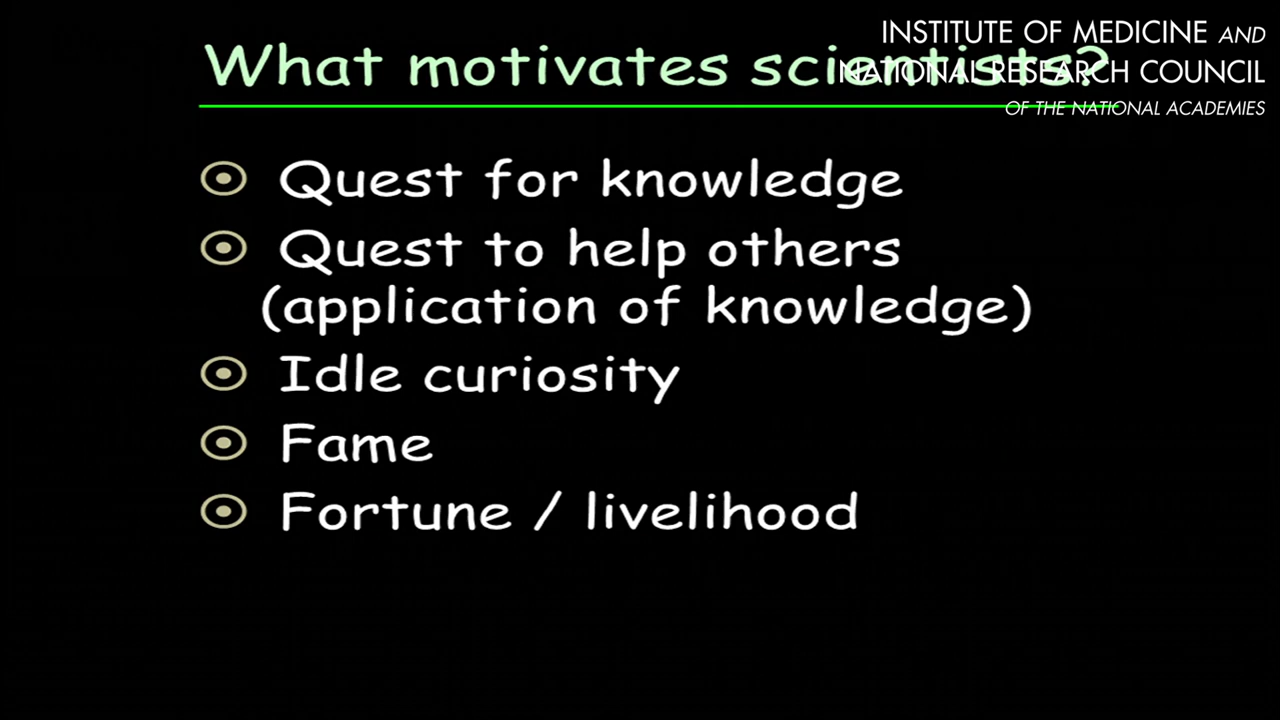 INSTITUTE OF MEDICINE AND
What motivates scientists?
NATIONAL RESEARCH COUNCIL
OF THE NATIONAL ACADEMIES
Quest for knowledge
Quest to help others
(application of knowledge)
Idle curiosity
Fame
Fortune / livelihood